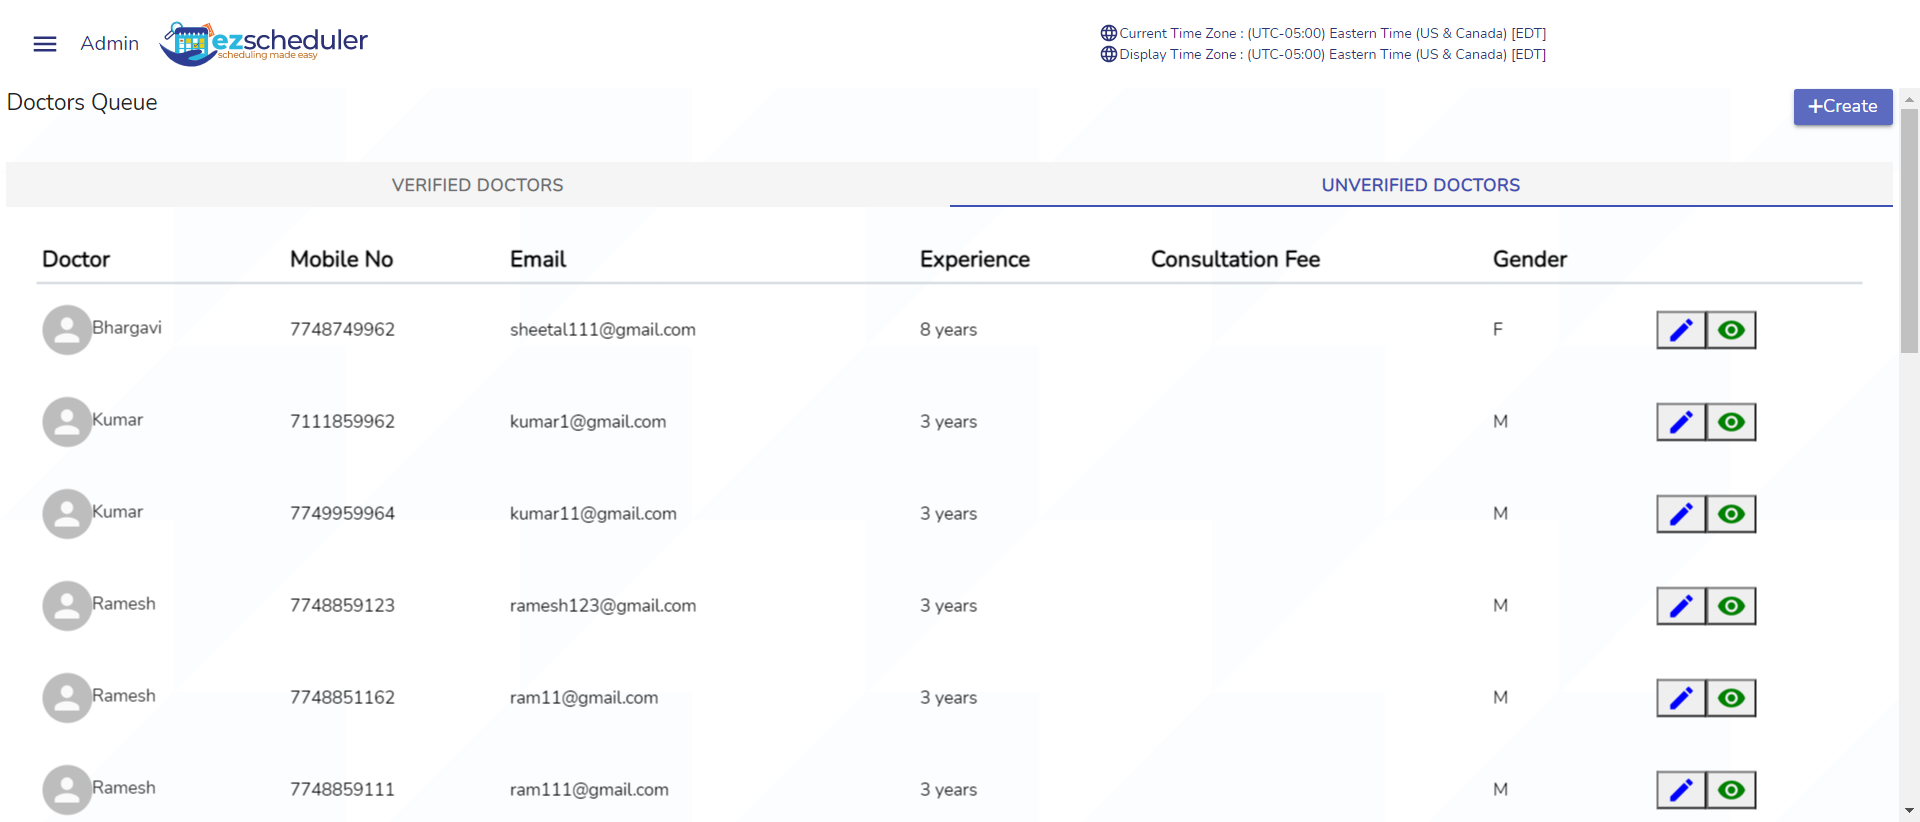 Admin
ezscheduler
scheduling made easy
Current Time Zone : (UTC-05:00) Eastern Time (US & Canada) [EDT]
Display Time Zone : (UTC-05:00) Eastern Time (US & Canada) [EDT]
Doctors Queue
+Create
VERIFIED DOCTORS UNVERIFIED DOCTORS
Doctor Mobile No Email Experience Consultation Fee Gender
Bhargavi 7748749962 sheetal111@gmail.com 8 years F
Kumar 7111859962 kumar1@gmail.com 3 years M
Kumar 7749959964 kumar11@gmail.com 3 years M
Ramesh 7748859123 ramesh123@gmail.com 3 years M
Ramesh 7748851162 ram11@gmail.com 3 years M
Ramesh 7748859111 ram111@gmail.com 3 years M